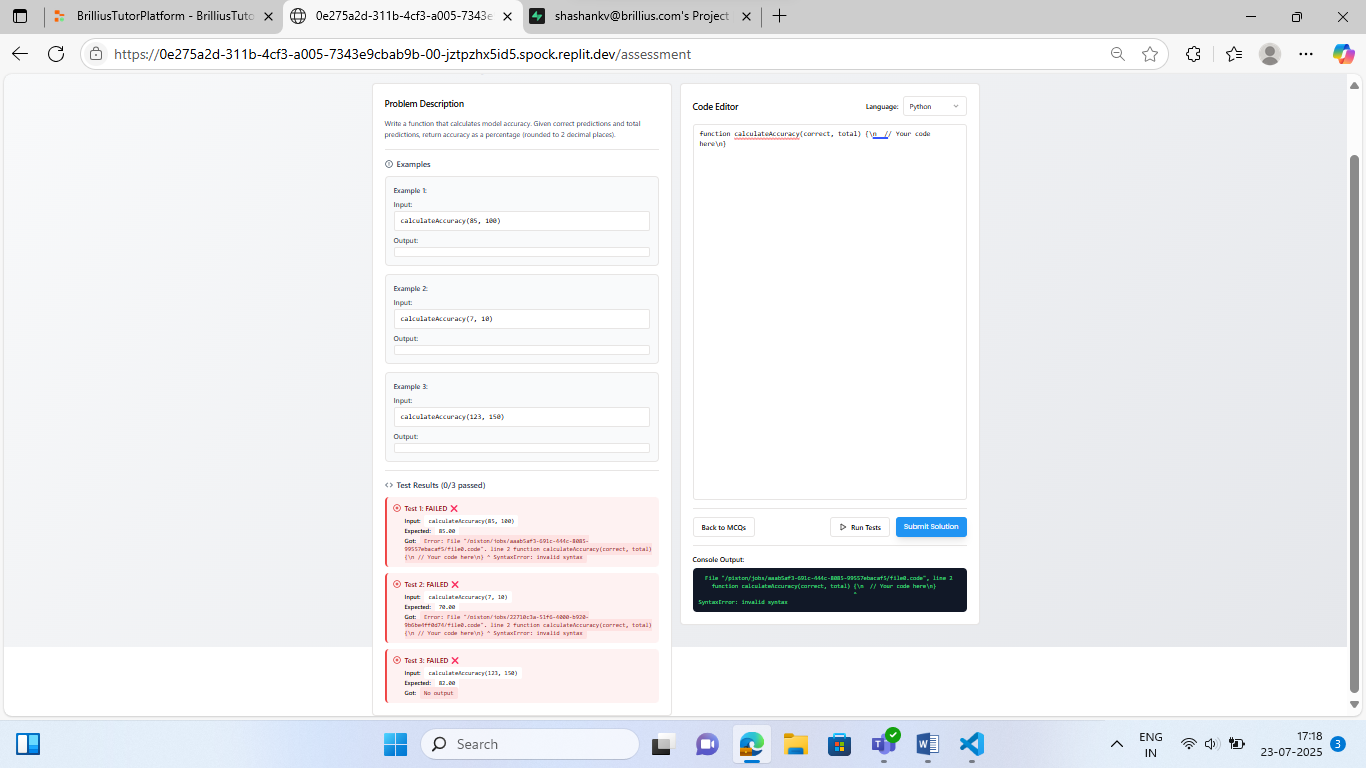 BrilliusTutorPlatform - BrilliusTuto
0e275a2d-311b-4cf3-a005-7343e
shashankv@brillius.com's Project
https://0e275a2d-311b-4cf3-a005-7343e9cbab9b-00-jztpzhx5id5.spock.replit.dev/assessment
Problem Description
Write a function that calculates model accuracy. Given correct predictions and total
predictions, return accuracy as a percentage (rounded to 2 decimal places).
Examples
Example 1:
Input:
calculateAccuracy(85, 100)
Output:
Example 2:
Input:
calculateAccuracy(7, 10)
Output:
Example 3:
Input:
calculateAccuracy(123, 150)
Output:
<> Test Results (0/3 passed)
Test 1: FAILED ❌
Input: calculateAccuracy(85, 100)
Expected: 85.00
Got: Error: File "/piston/jobs/aaab5af3-691c-444c-8085-
99557ebacaf5/file0.code", line 2 function calculateAccuracy(correct, total)
{\n // Your code here\n} ^ SyntaxError: invalid syntax
Test 2: FAILED ❌
Input: calculateAccuracy(7, 10)
Expected: 70.00
Got: Error: File "/piston/jobs/22710c3a-51f6-4000-b920-
9b6be4ff0d74/file0.code", line 2 function calculateAccuracy(correct, total)
{\n // Your code here\n} ^ SyntaxError: invalid syntax
Test 3: FAILED ❌
Input: calculateAccuracy(123, 150)
Expected: 82.00
Got: No output
Code Editor
Language: Python
function calculateAccuracy(correct, total) {\n  // Your code
here\n}
Back to MCQs
Run Tests
Submit Solution
Console Output:
File "/piston/jobs/aaab5af3-691c-444c-8085-99557ebacaf5/file0.code", line 2
function calculateAccuracy(correct, total) {\n  // Your code here\n}
^
SyntaxError: invalid syntax
Search
ENG
IN
17:18
23-07-2025
3